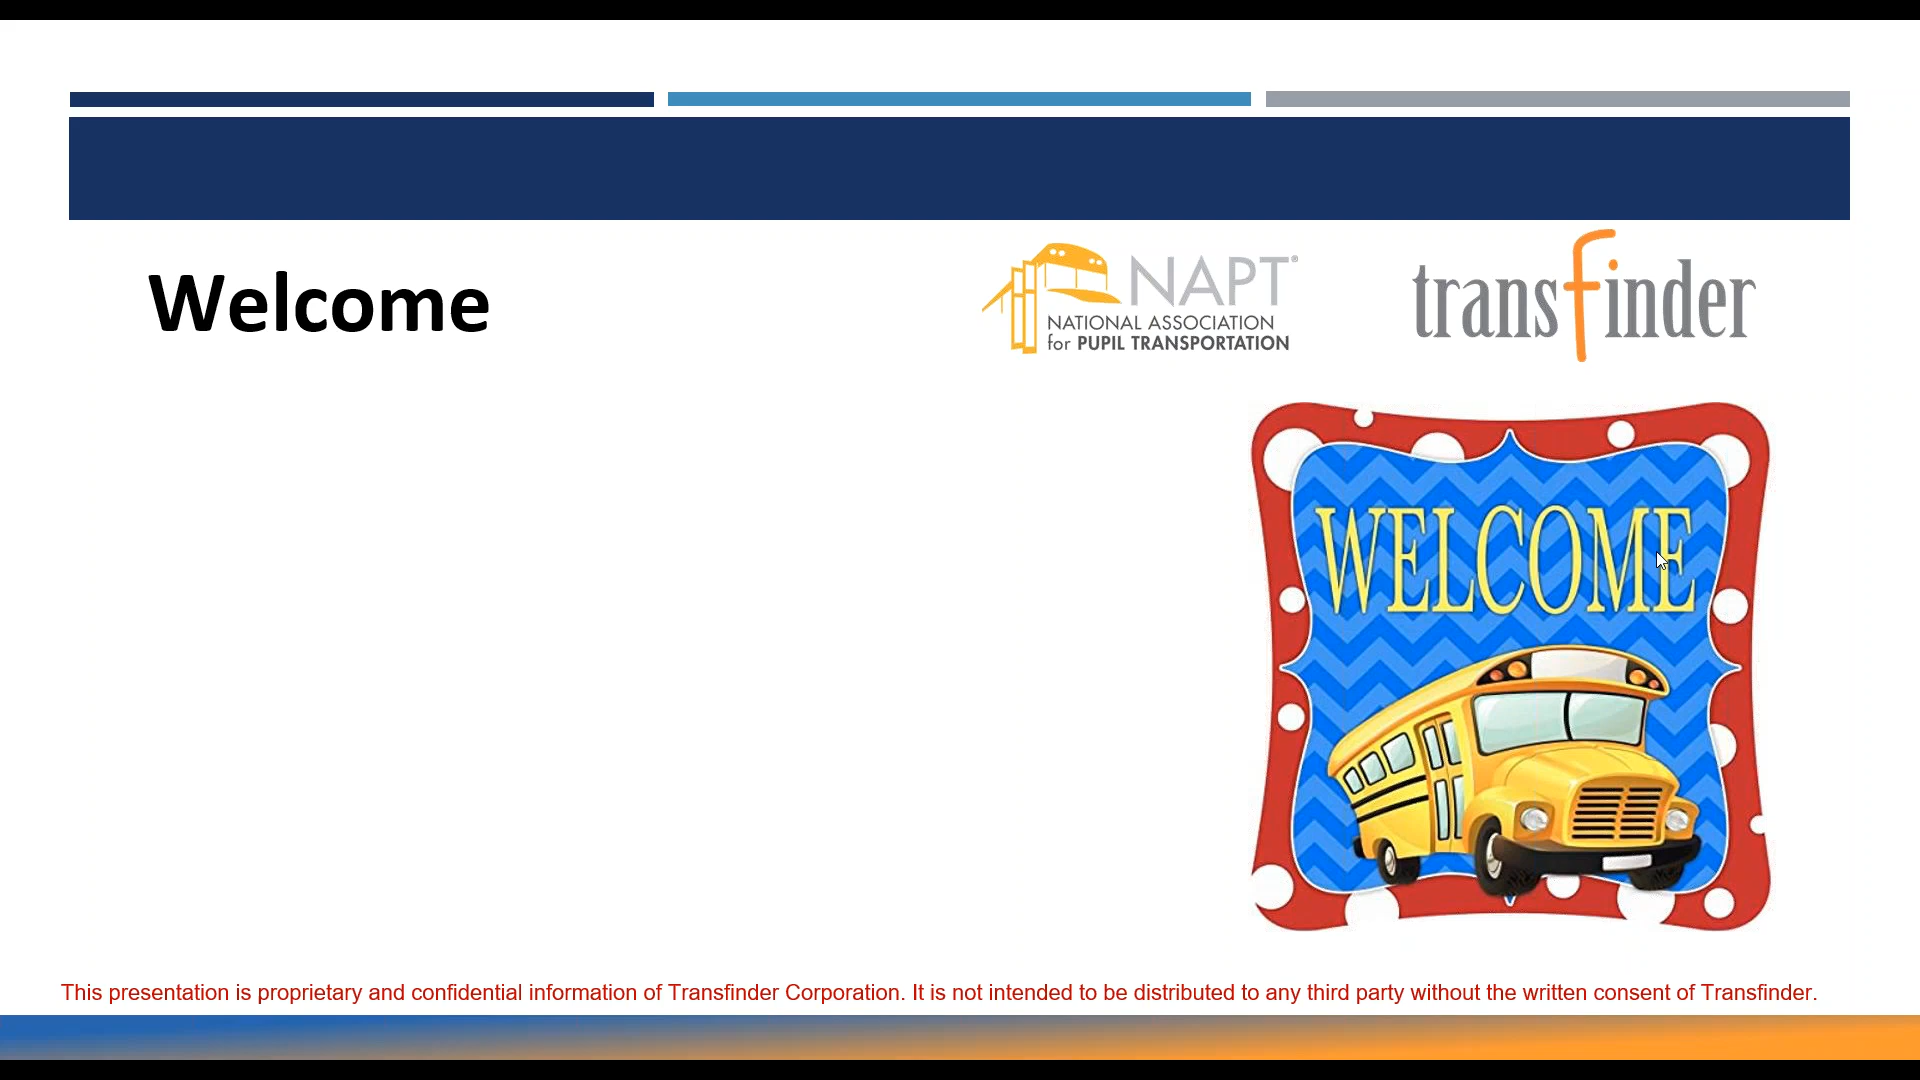 Welcome
NAPT®
NATIONAL ASSOCIATION
for PUPIL TRANSPORTATION
transfinder
WELCOME
This presentation is proprietary and confidential information of Transfinder Corporation. It is not intended to be distributed to any third party without the written consent of Transfinder.